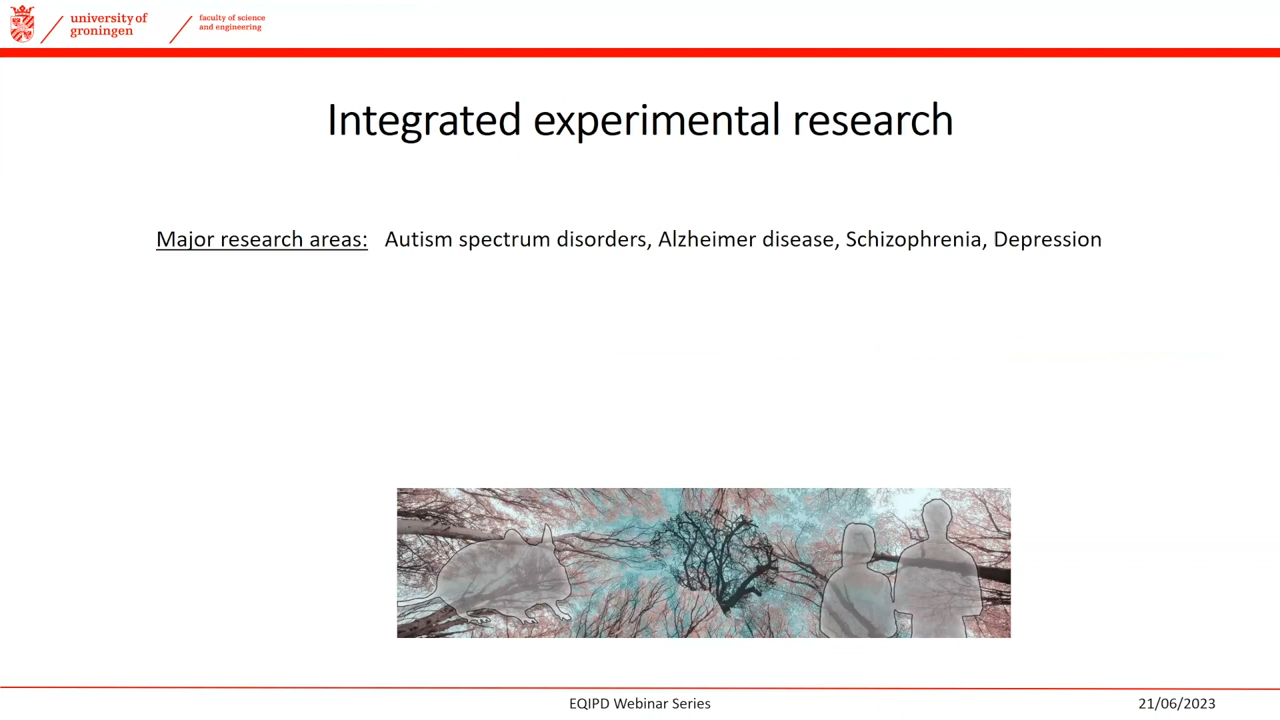 university of
groningen
faculty of science
and engineering
Integrated experimental research
Major research areas: Autism spectrum disorders, Alzheimer disease, Schizophrenia, Depression
EQIPD Webinar Series
21/06/2023